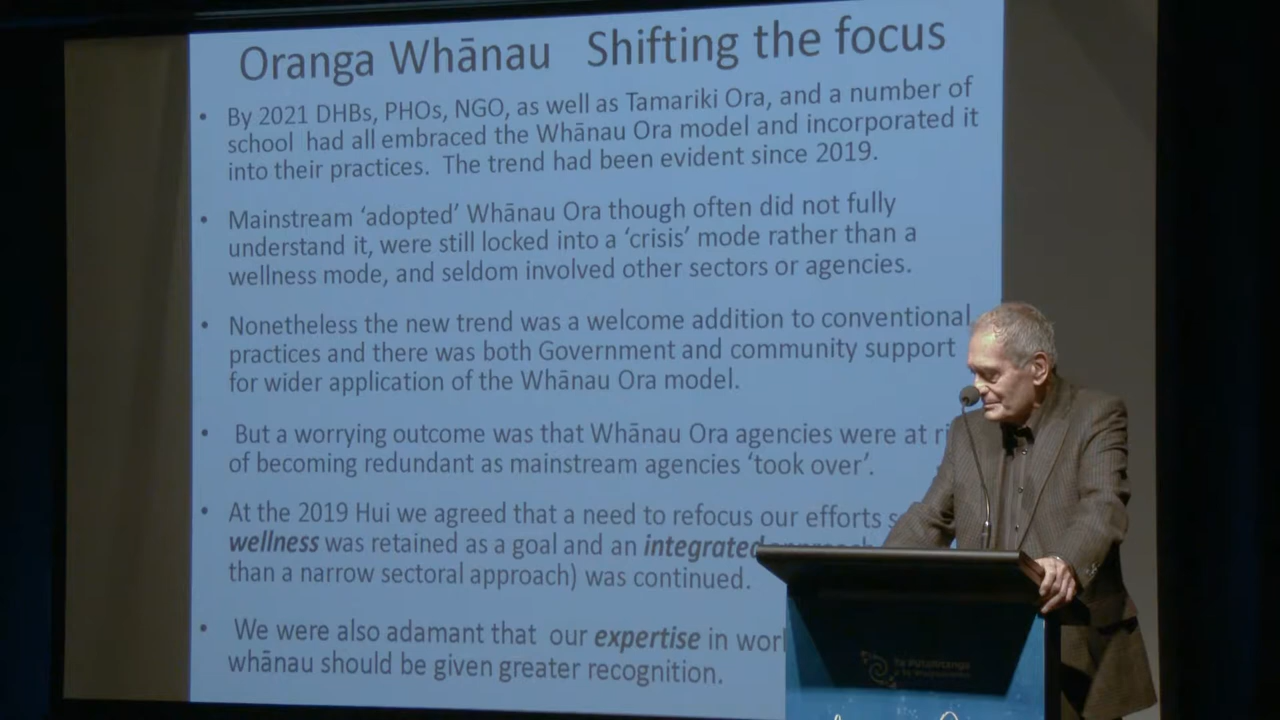 Oranga Whānau Shifting the focus
• By 2021 DHBs, PHOs, NGO, as well as Tamariki Ora, and a number of
school had all embraced the Whānau Ora model and incorporated it
into their practices. The trend had been evident since 2019.
• Mainstream ‘adopted’ Whānau Ora though often did not fully
understand it, were still locked into a ‘crisis’ mode rather than a
wellness mode, and seldom involved other sectors or agencies.
• Nonetheless the new trend was a welcome addition to conventional
practices and there was both Government and community support
for wider application of the Whānau Ora model.
• But a worrying outcome was that Whānau Ora agencies were at
of becoming redundant as mainstream agencies ‘took over’.
• At the 2019 Hui we agreed that a need to refocus our efforts
wellness was retained as a goal and an integrated
than a narrow sectoral approach) was continued.
• We were also adamant that our expertise in
whānau should be given greater recognition.